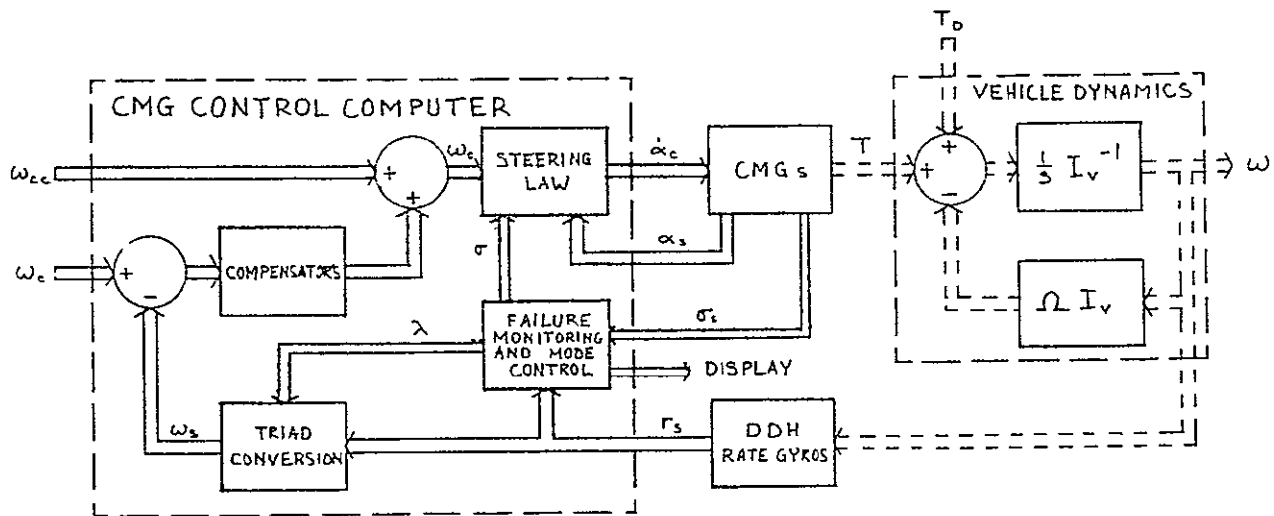 T_D
CMG CONTROL COMPUTER
VEHICLE DYNAMICS
ω_cc
+
+
ω_c
STEERING
LAW
α̇_c
CMGs
T
+
+
-
1/S I_v^-1
ω
ω_c
+
-
COMPENSATORS
σ
α_s
Ω I_v
FAILURE
MONITORING
AND MODE
CONTROL
λ
σ_s
DISPLAY
ω_s
TRIAD
CONVERSION
r_s
DDH
RATE GYROS